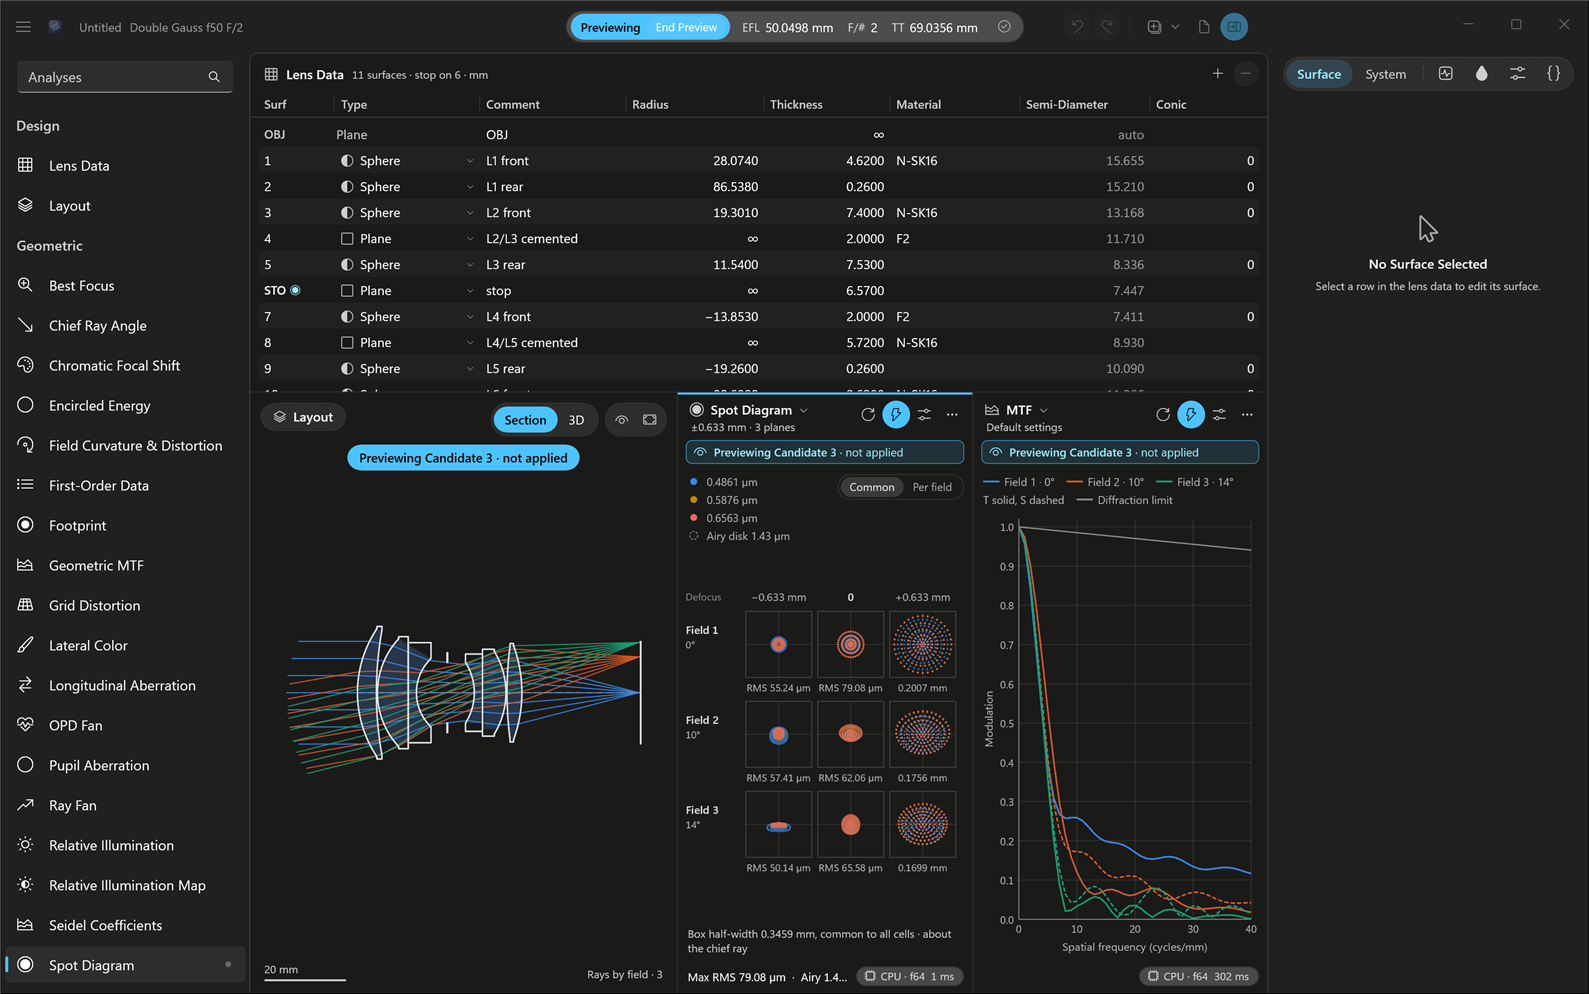 Untitled Double Gauss f50 F/2
Previewing End Preview EFL 50.0498 mm F/# 2 TT 69.0356 mm
Analyses
Design
Lens Data
Layout
Geometric
Best Focus
Chief Ray Angle
Chromatic Focal Shift
Encircled Energy
Field Curvature & Distortion
First-Order Data
Footprint
Geometric MTF
Grid Distortion
Lateral Color
Longitudinal Aberration
OPD Fan
Pupil Aberration
Ray Fan
Relative Illumination
Relative Illumination Map
Seidel Coefficients
Spot Diagram
Lens Data 11 surfaces · stop on 6 · mm
Surf Type Comment Radius Thickness Material Semi-Diameter Conic
OBJ Plane OBJ ∞ auto
1 Sphere L1 front 28.0740 4.6200 N-SK16 15.655 0
2 Sphere L1 rear 86.5380 0.2600 15.210 0
3 Sphere L2 front 19.3010 7.4000 N-SK16 13.168 0
4 Plane L2/L3 cemented ∞ 2.0000 F2 11.710
5 Sphere L3 rear 11.5400 7.5300 8.336 0
STO Plane stop ∞ 6.5700 7.447
7 Sphere L4 front −13.8530 2.0000 F2 7.411 0
8 Plane L4/L5 cemented ∞ 5.7200 N-SK16 8.930
9 Sphere L5 rear −19.2600 0.2600 10.090 0
Layout Section 3D
Previewing Candidate 3 · not applied
20 mm
Rays by field · 3
Spot Diagram
±0.633 mm · 3 planes
Previewing Candidate 3 · not applied
0.4861 µm
0.5876 µm
0.6563 µm
Airy disk 1.43 µm
Common Per field
Defocus −0.633 mm 0 +0.633 mm
Field 1
0°
RMS 55.24 µm RMS 79.08 µm 0.2007 mm
Field 2
10°
RMS 57.41 µm RMS 62.06 µm 0.1756 mm
Field 3
14°
RMS 50.14 µm RMS 65.58 µm 0.1699 mm
Box half-width 0.3459 mm, common to all cells · about
the chief ray
Max RMS 79.08 µm · Airy 1.4... CPU · f64 1 ms
MTF
Default settings
Previewing Candidate 3 · not applied
Field 1 · 0° Field 2 · 10° Field 3 · 14°
T solid, S dashed Diffraction limit
1.0
0.9
0.8
0.7
0.6
0.5
0.4
0.3
0.2
0.1
0.0
Modulation
0 10 20 30 40
Spatial frequency (cycles/mm)
CPU · f64 302 ms
Surface System {}
No Surface Selected
Select a row in the lens data to edit its surface.